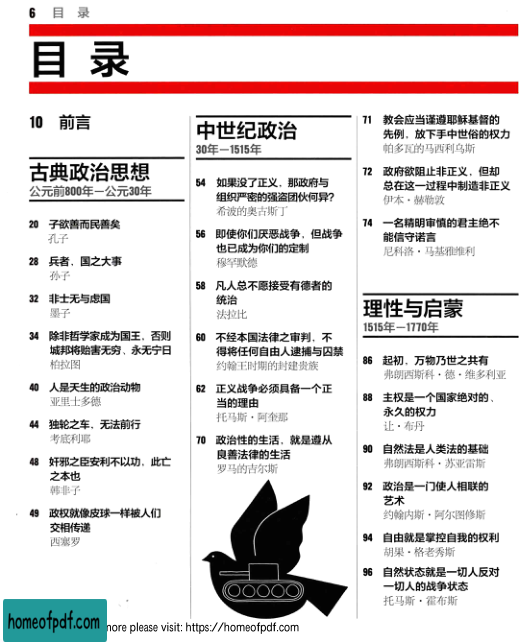 6 目 录
目 录
10 前言
古典政治思想
公元前800年—公元30年
20 子欲善而民善矣
孔子
28 兵者，国之大事
孙子
32 非士无与虑国
墨子
34 除非哲学家成为国王，否则
城邦将贻害无穷、永无宁日
柏拉图
40 人是天生的政治动物
亚里士多德
44 独轮之车，无法前行
考底利耶
48 奸邪之臣安利不以功，此亡
之本也
韩非子
49 政权就像皮球一样被人们
交相传递
西塞罗
中世纪政治
30年—1515年
54 如果没了正义，那政府与
组织严密的强盗团伙何异？
希波的奥古斯丁
56 即使你们厌恶战争，但战争
也已成为你们的定制
穆罕默德
58 凡人总不愿接受有德者的
统治
法拉比
60 不经本国法律之审判，不
得将任何自由人逮捕与囚禁
约翰王时期的封建贵族
62 正义战争必须具备一个正
当的理由
托马斯·阿奎那
70 政治性的生活，就是遵从
良善法律的生活
罗马的吉尔斯
71 教会应当谨遵耶稣基督的
先例，放下手中世俗的权力
帕多瓦的马西利乌斯
72 政府欲阻止非正义，但却
总在这一过程中制造非正义
伊本·赫勒敦
74 一名精明审慎的君主绝不
能信守诺言
尼科洛·马基雅维利
理性与启蒙
1515年—1770年
86 起初，万物乃世之共有
弗朗西斯科·德·维多利亚
88 主权是一个国家绝对的、
永久的权力
让·布丹
90 自然法是人类法的基础
弗朗西斯科·苏亚雷斯
92 政治是一门使人相联的
艺术
约翰内斯·阿尔图修斯
94 自由就是掌控自我的权利
胡果·格老秀斯
96 自然状态就是一切人反对
一切人的战争状态
托马斯·霍布斯
homeofpdf.com
more please visit: https://homeofpdf.com